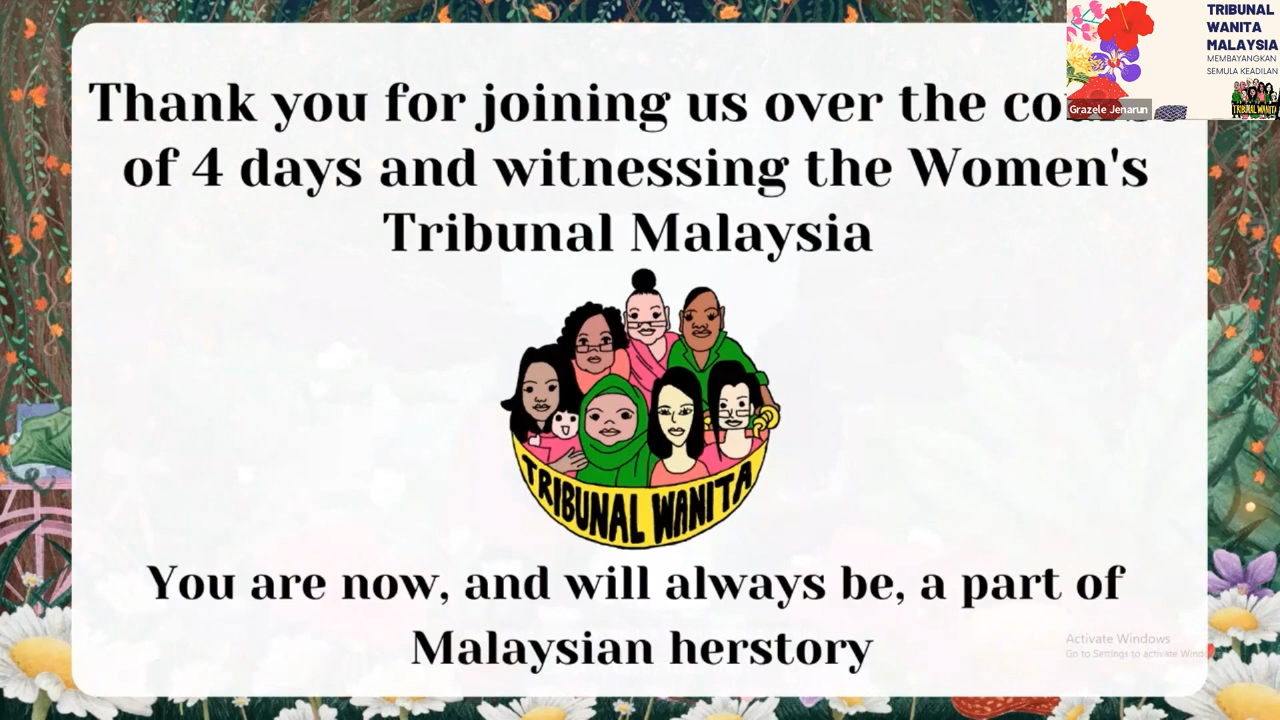 Thank you for joining us over the
of 4 days and witnessing the Women's
Tribunal Malaysia
TRIBUNAL WANITA
You are now, and will always be, a part of
Malaysian herstory
TRIBUNAL
WANITA
MALAYSIA
MEMBAYANGKAN
SEMULA KEADILAN
TRIBUNAL WANITA
Grazele Jenarun
Activate Windows
Go to Settings to activate